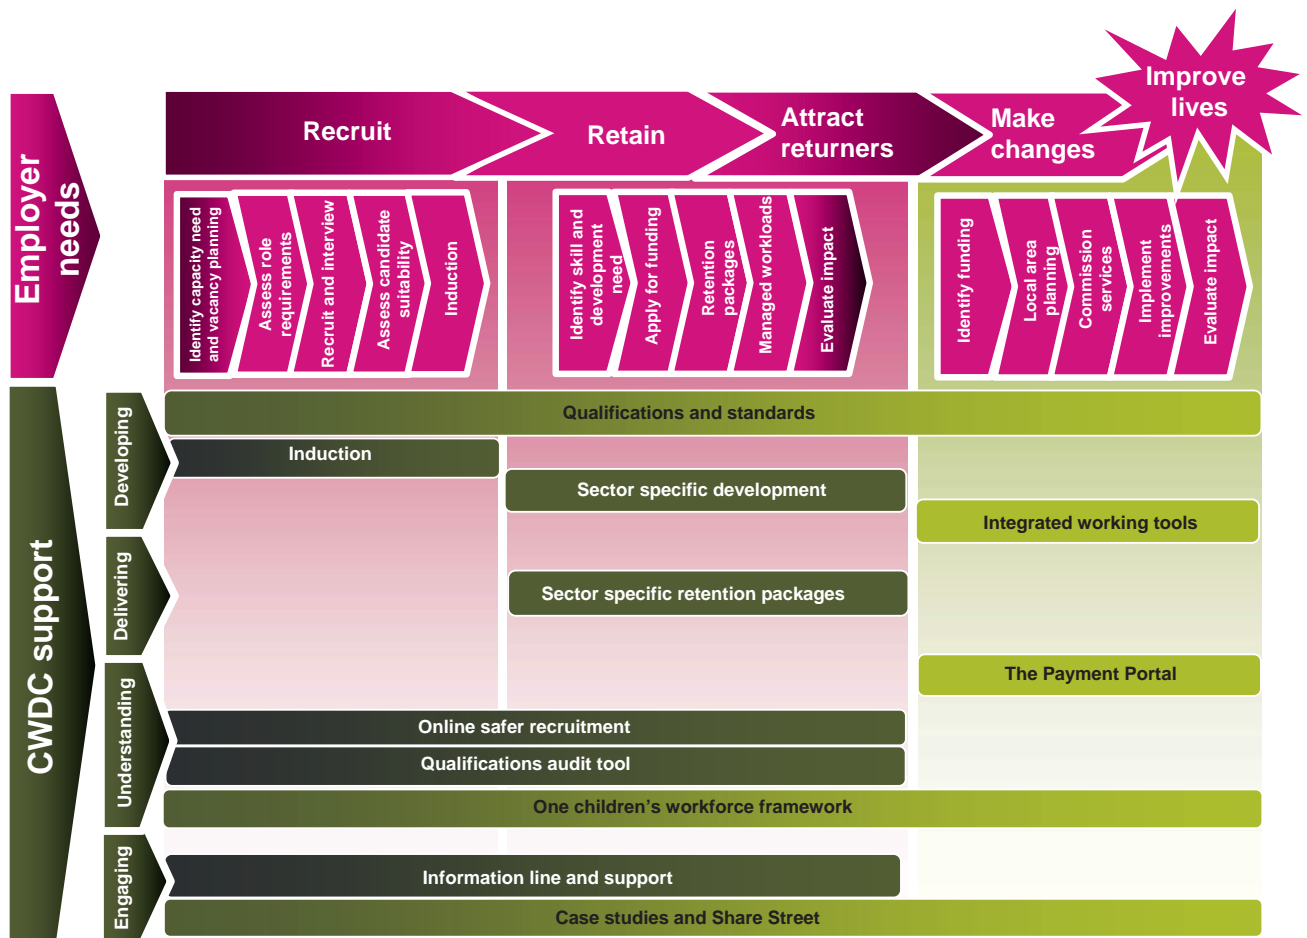 Improve
lives
Recruit
Retain
Attract
returners
Make
changes
Employer
needs
Identify capacity need
and vacancy planning
Assess role
requirements
Recruit and interview
Assess candidate
suitability
Induction
Identify skill and
development
need
Apply for funding
Retention
packages
Managed workloads
Evaluate impact
Identify funding
Local area
planning
Commission
services
Implement
improvements
Evaluate impact
CWDC support
Developing
Qualifications and standards
Induction
Sector specific development
Integrated working tools
Delivering
Sector specific retention packages
The Payment Portal
Understanding
Online safer recruitment
Qualifications audit tool
One children’s workforce framework
Engaging
Information line and support
Case studies and Share Street